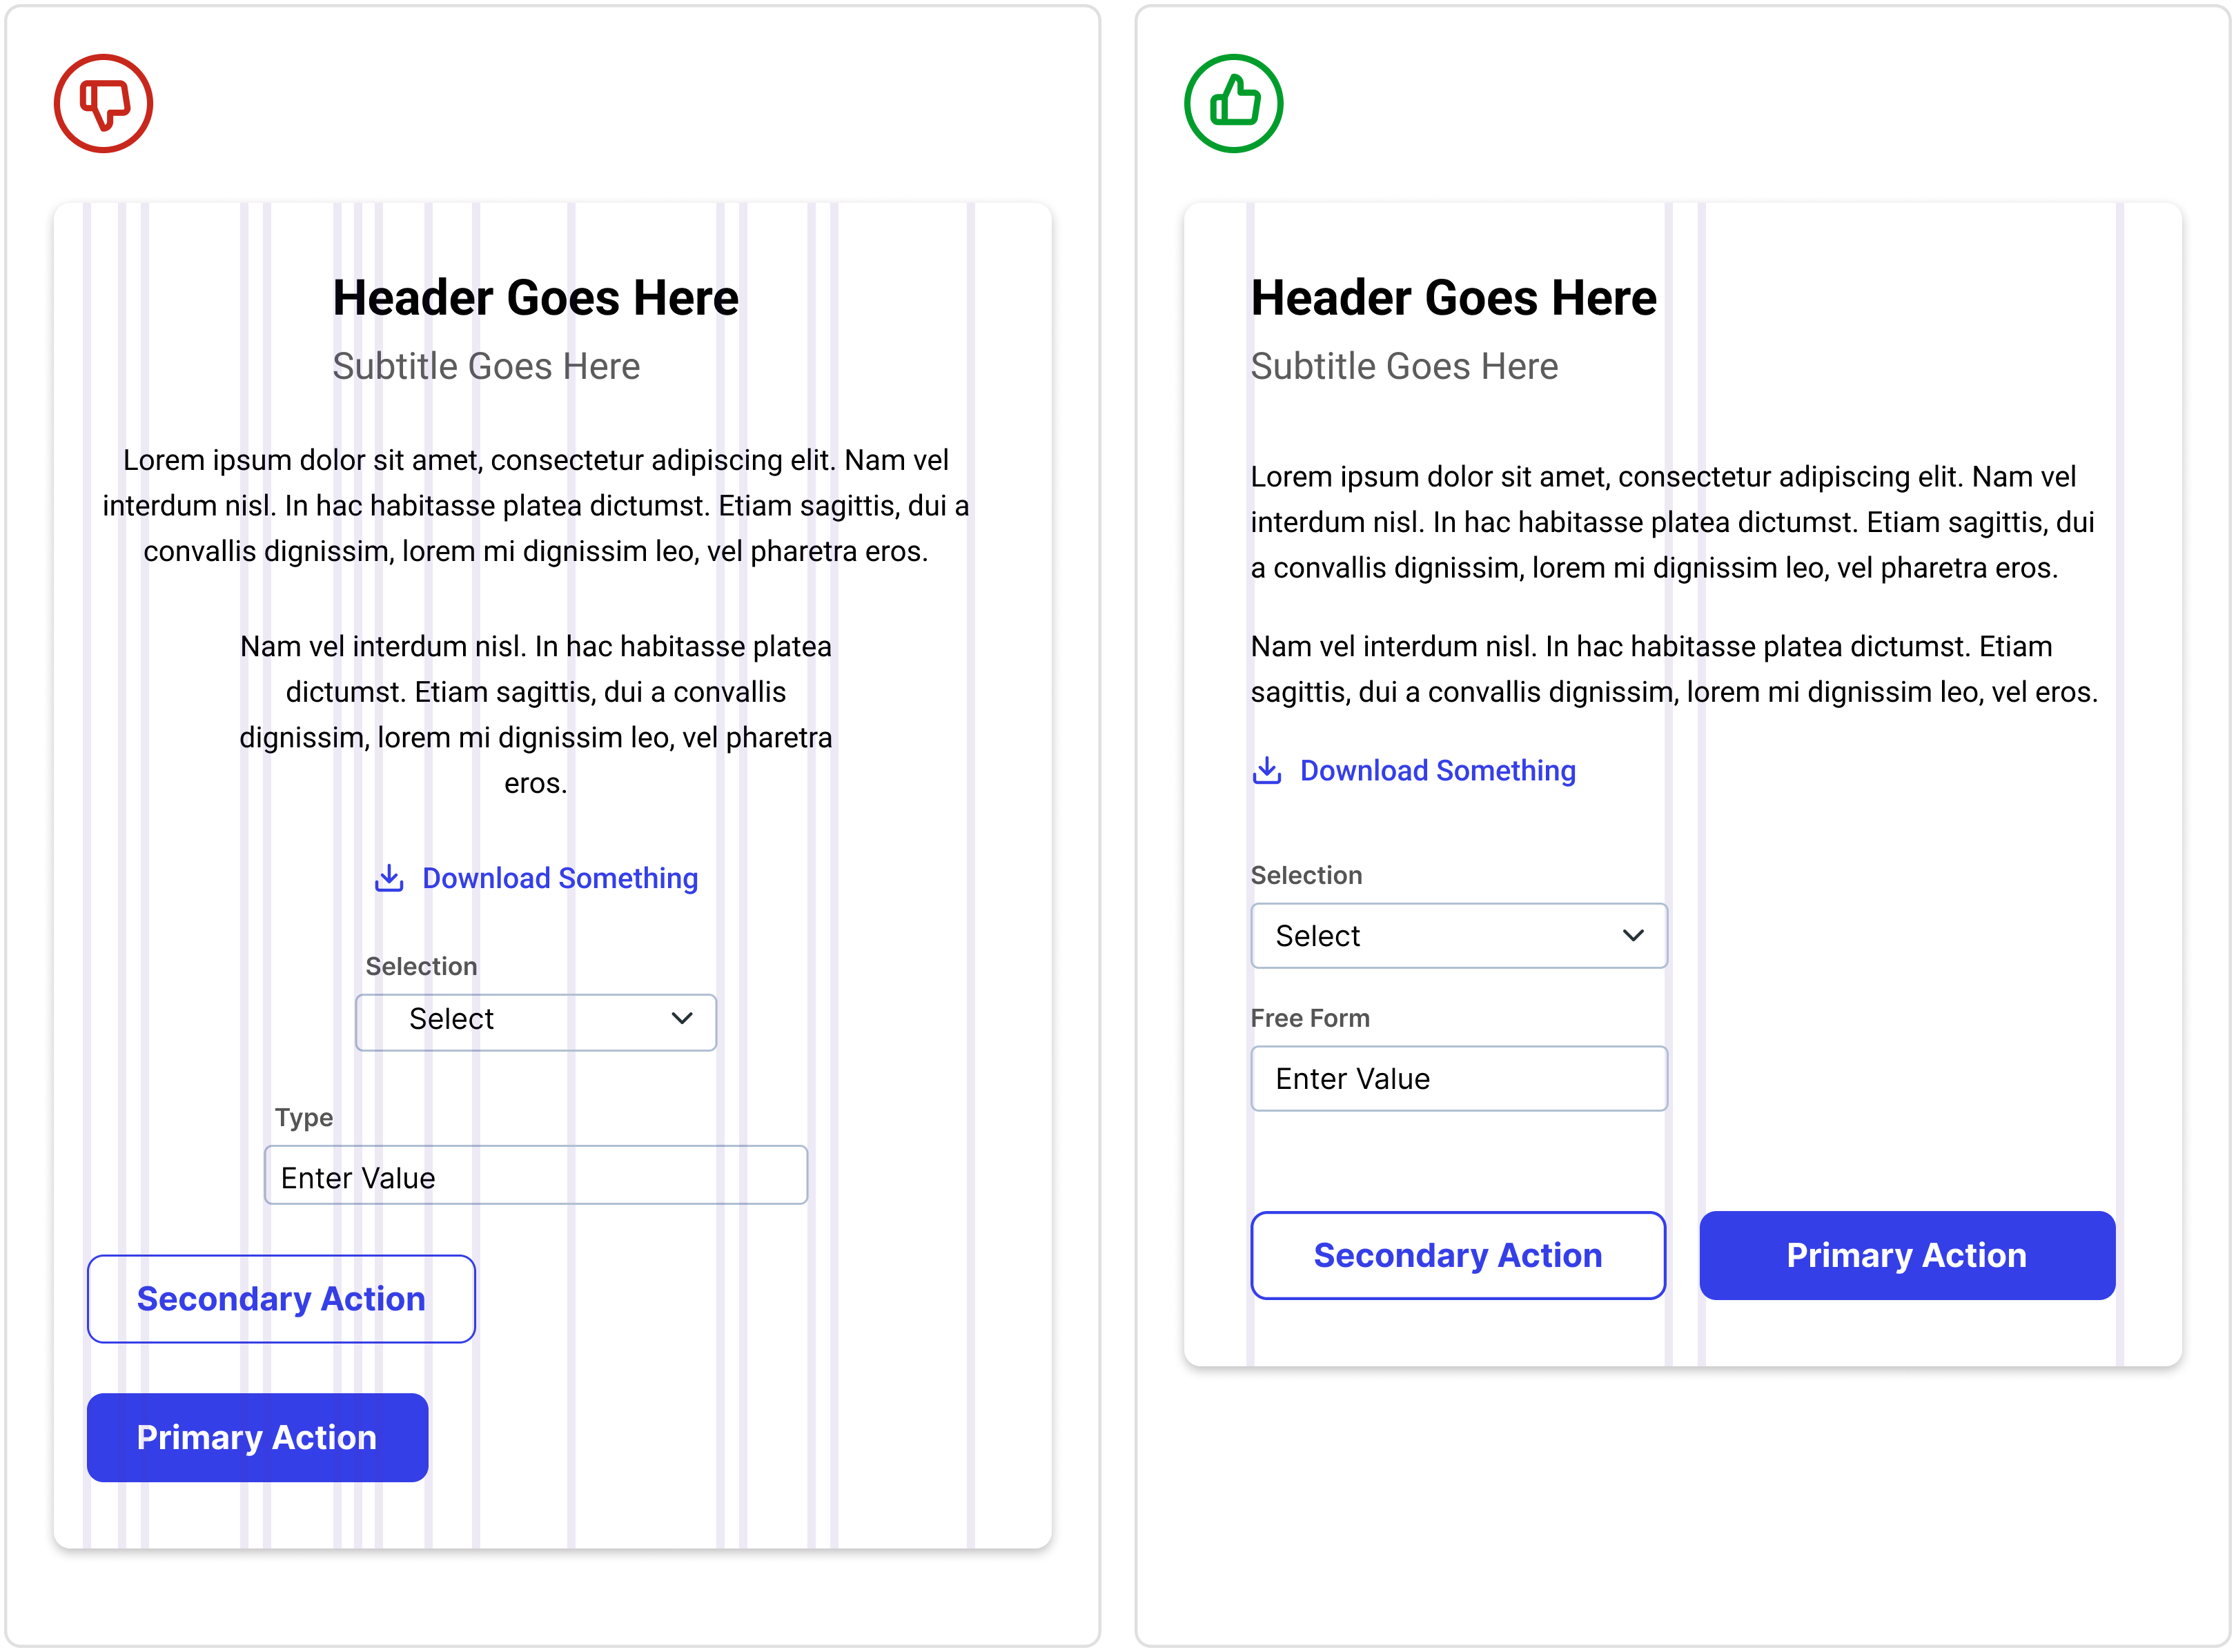 Header Goes Here
Subtitle Goes Here
Lorem ipsum dolor sit amet, consectetur adipiscing elit. Nam vel
interdum nisl. In hac habitasse platea dictumst. Etiam sagittis, dui a
convallis dignissim, lorem mi dignissim leo, vel pharetra eros.
Nam vel interdum nisl. In hac habitasse platea
dictumst. Etiam sagittis, dui a convallis
dignissim, lorem mi dignissim leo, vel pharetra
eros.
Download Something
Selection
Select
Type
Enter Value
Secondary Action
Primary Action
Header Goes Here
Subtitle Goes Here
Lorem ipsum dolor sit amet, consectetur adipiscing elit. Nam vel
interdum nisl. In hac habitasse platea dictumst. Etiam sagittis, dui
a convallis dignissim, lorem mi dignissim leo, vel pharetra eros.
Nam vel interdum nisl. In hac habitasse platea dictumst. Etiam
sagittis, dui a convallis dignissim, lorem mi dignissim leo, vel eros.
Download Something
Selection
Select
Free Form
Enter Value
Secondary Action
Primary Action